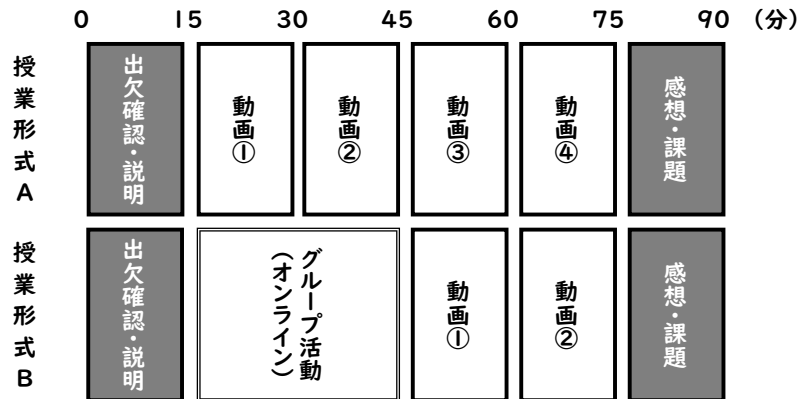 0 15 30 45 60 75 90 (分)
授業形式A
出欠確認・説明
動画①
動画②
動画③
動画④
感想・課題
授業形式B
出欠確認・説明
グループ活動
(オンライン)
動画①
動画②
感想・課題